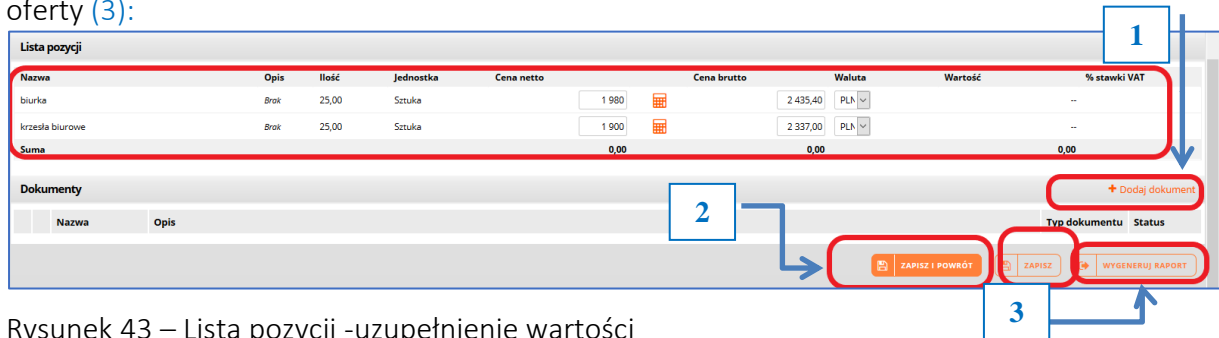 oferty (3):
1
Lista pozycji
Nazwa Opis Ilość Jednostka Cena netto Cena brutto Waluta Wartość % stawki VAT
biurka Brak 25,00 Sztuka 1 980 2 435,40 PLN --
krzesła biurowe Brak 25,00 Sztuka 1 900 2 337,00 PLN --
Suma 0,00 0,00 0,00
Dokumenty + Dodaj dokument
2
Nazwa Opis Typ dokumentu Status
ZAPISZ I POWRÓT ZAPISZ WYGENERUJ RAPORT
3
Rysunek 43 – Lista pozycji -uzupełnienie wartości